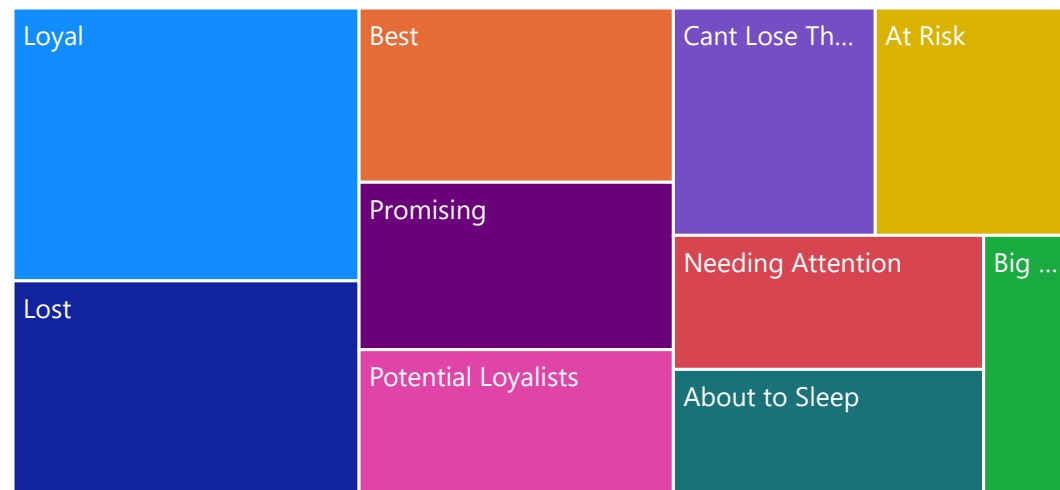 Loyal
Lost
Best
Promising
Potential Loyalists
Cant Lose Th...
At Risk
Needing Attention
About to Sleep
Big ...